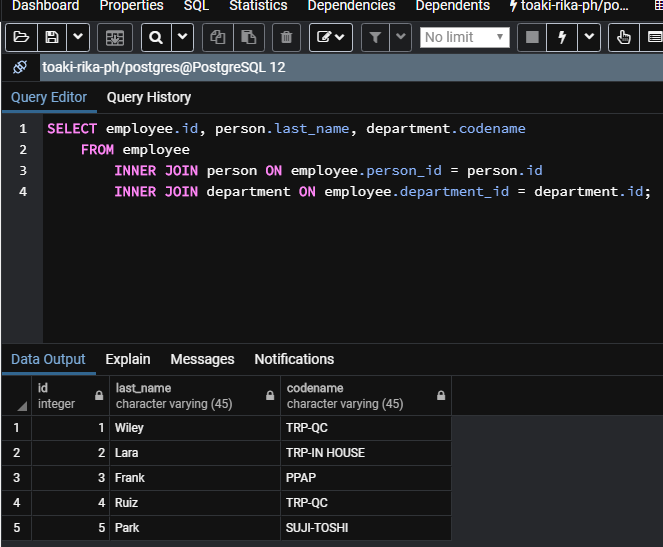 Dashboard Properties SQL Statistics Dependencies Dependents toaki-rika-ph/po...
No limit
toaki-rika-ph/postgres@PostgreSQL 12
Query Editor Query History
1 SELECT employee.id, person.last_name, department.codename
2 FROM employee
3 INNER JOIN person ON employee.person_id = person.id
4 INNER JOIN department ON employee.department_id = department.id;
Data Output Explain Messages Notifications
id last_name codename
integer character varying (45) character varying (45)
1 1 Wiley TRP-QC
2 2 Lara TRP-IN HOUSE
3 3 Frank PPAP
4 4 Ruiz TRP-QC
5 5 Park SUJI-TOSHI